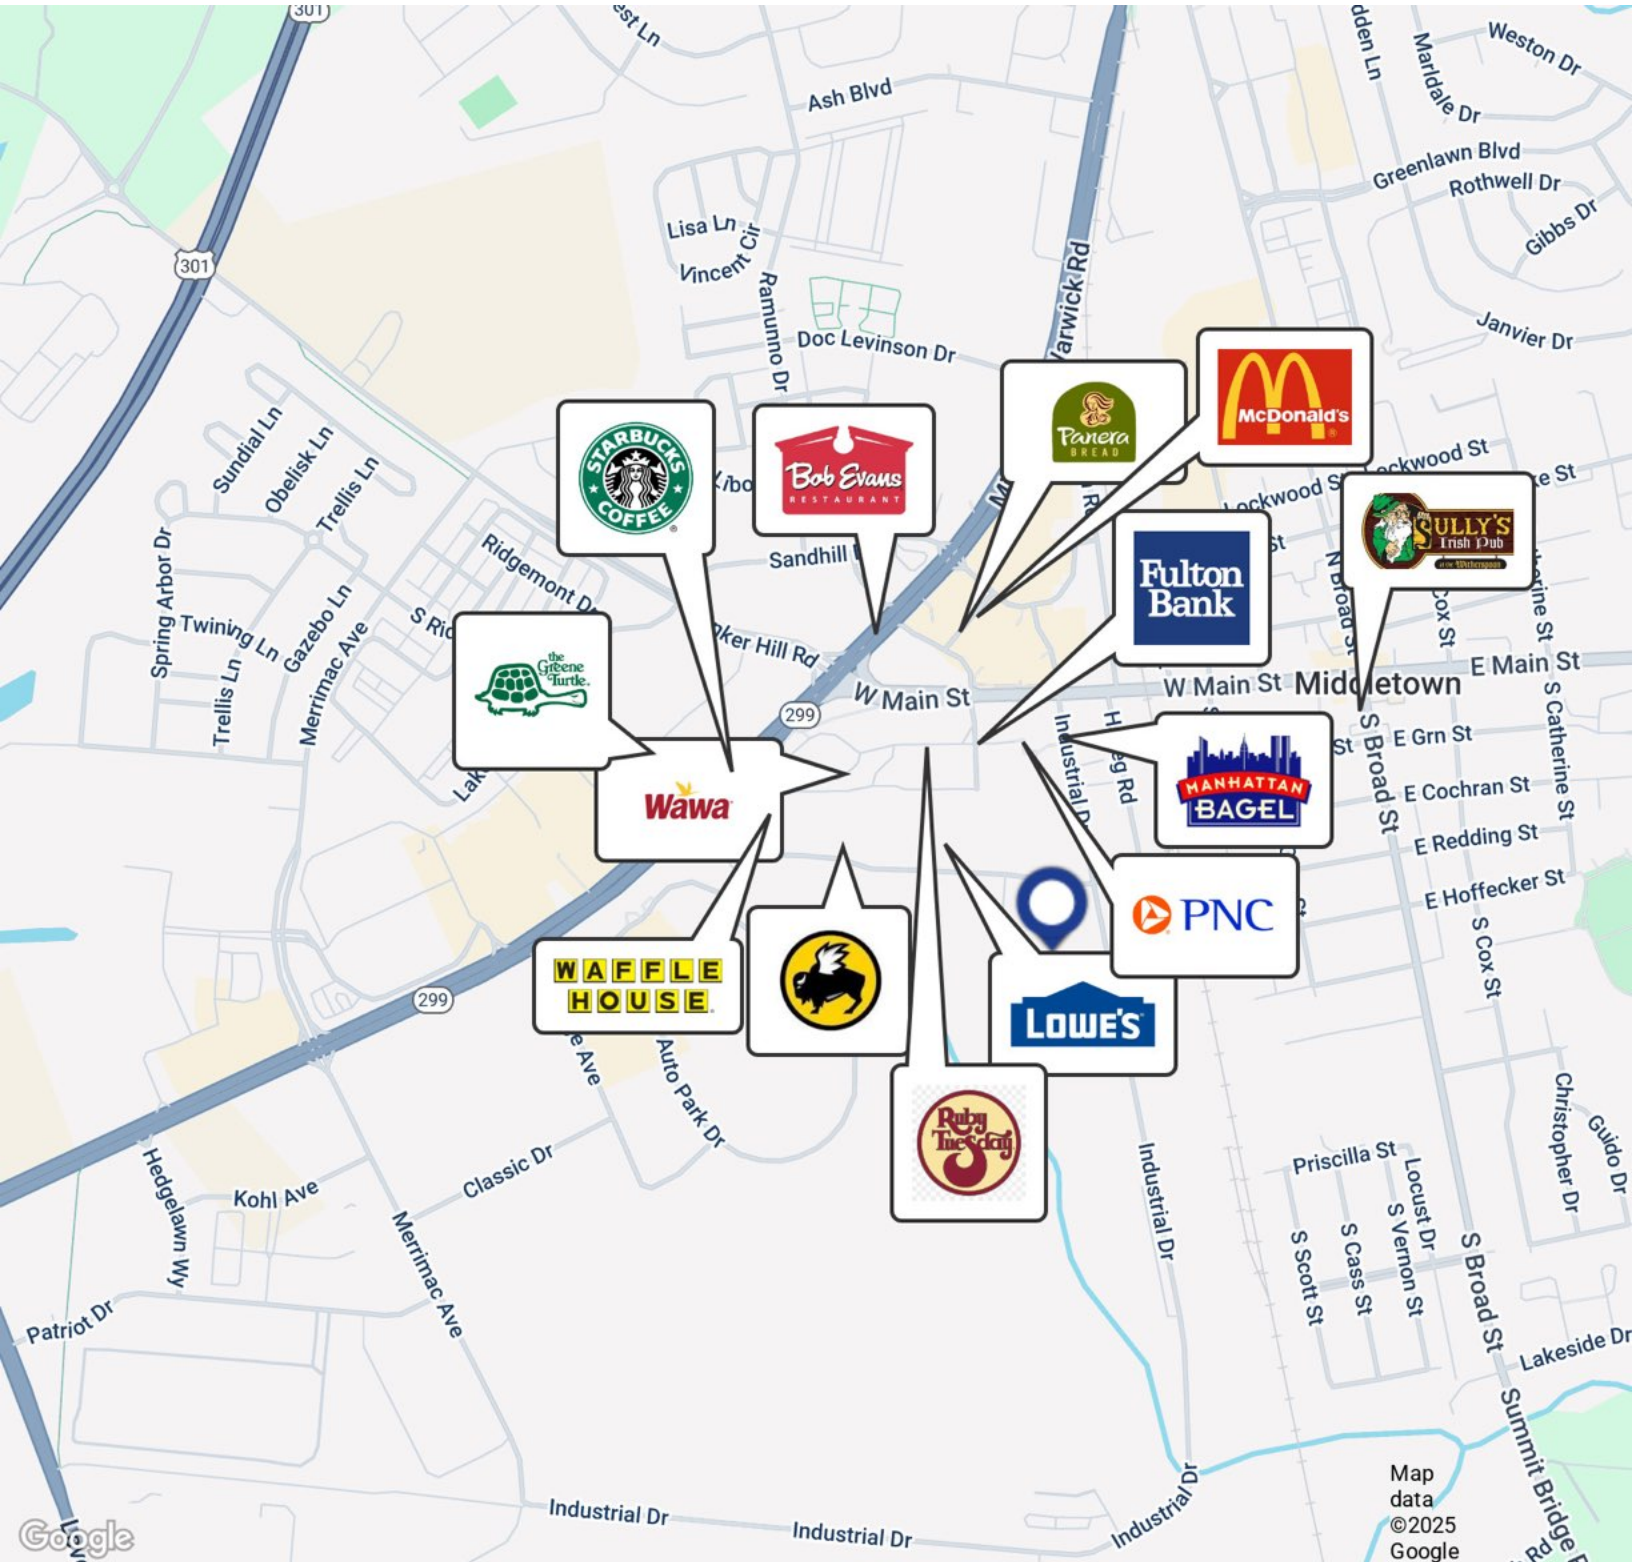 301
Weston Dr
Marldale Dr
Ash Blvd
Greenlawn Blvd
Rothwell Dr
Gibbs Dr
Lisa Ln
Vincent Cir
301
Ramunno Dr
Janvier Dr
Doc Levinson Dr
McDonald's
Panera
BREAD
STARBUCKS
COFFEE
Bob Evans
RESTAURANT
Sundial Ln
Obelisk Ln
Trellis Ln
Lockwood St
SULLY'S
Irish Pub
Sandhill
Ridgemont Dr
Spring Arbor Dr
Twining Ln
Gazebo Ln
Merrimac Ave
Trellis Ln
Fulton
Bank
N Broad St
Cox St
the
Greene
Turtle
W Main St
W Main St
Middletown
E Main St
S Catherine St
299
Industrial Dr
E Grn St
S Broad St
MANHATTAN
BAGEL
E Cochran St
Wawa
E Redding St
E Hoffecker St
PNC
S Cox St
WAFFLE
HOUSE
299
LOWE'S
Auto Park Dr
Ruby
Tuesday
Classic Dr
Kohl Ave
Hedgelawn Wy
Merrimac Ave
Patriot Dr
Industrial Dr
Priscilla St
Locust Dr
S Vernon St
S Cass St
S Scott St
Christopher Dr
Guido Dr
S Broad St
Lakeside Dr
Summit Bridge
Industrial Dr
Industrial Dr
Industrial Dr
Map
data
©2025
Google
Google